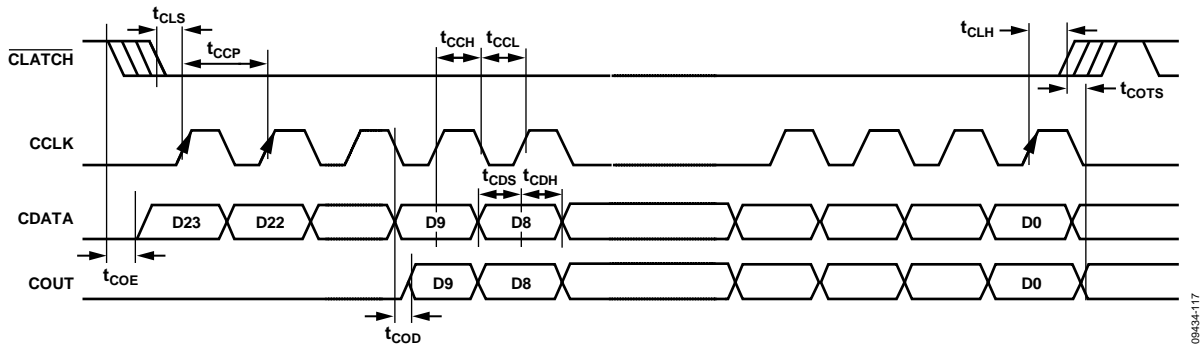 tCLS
tCCP
tCCH
tCCL
tCLH
CLATCH
tCOTS
CCLK
tCDS
tCDH
CDATA
D23
D22
D9
D8
D0
tCOE
COUT
D9
D8
D0
tCOD
09434-117